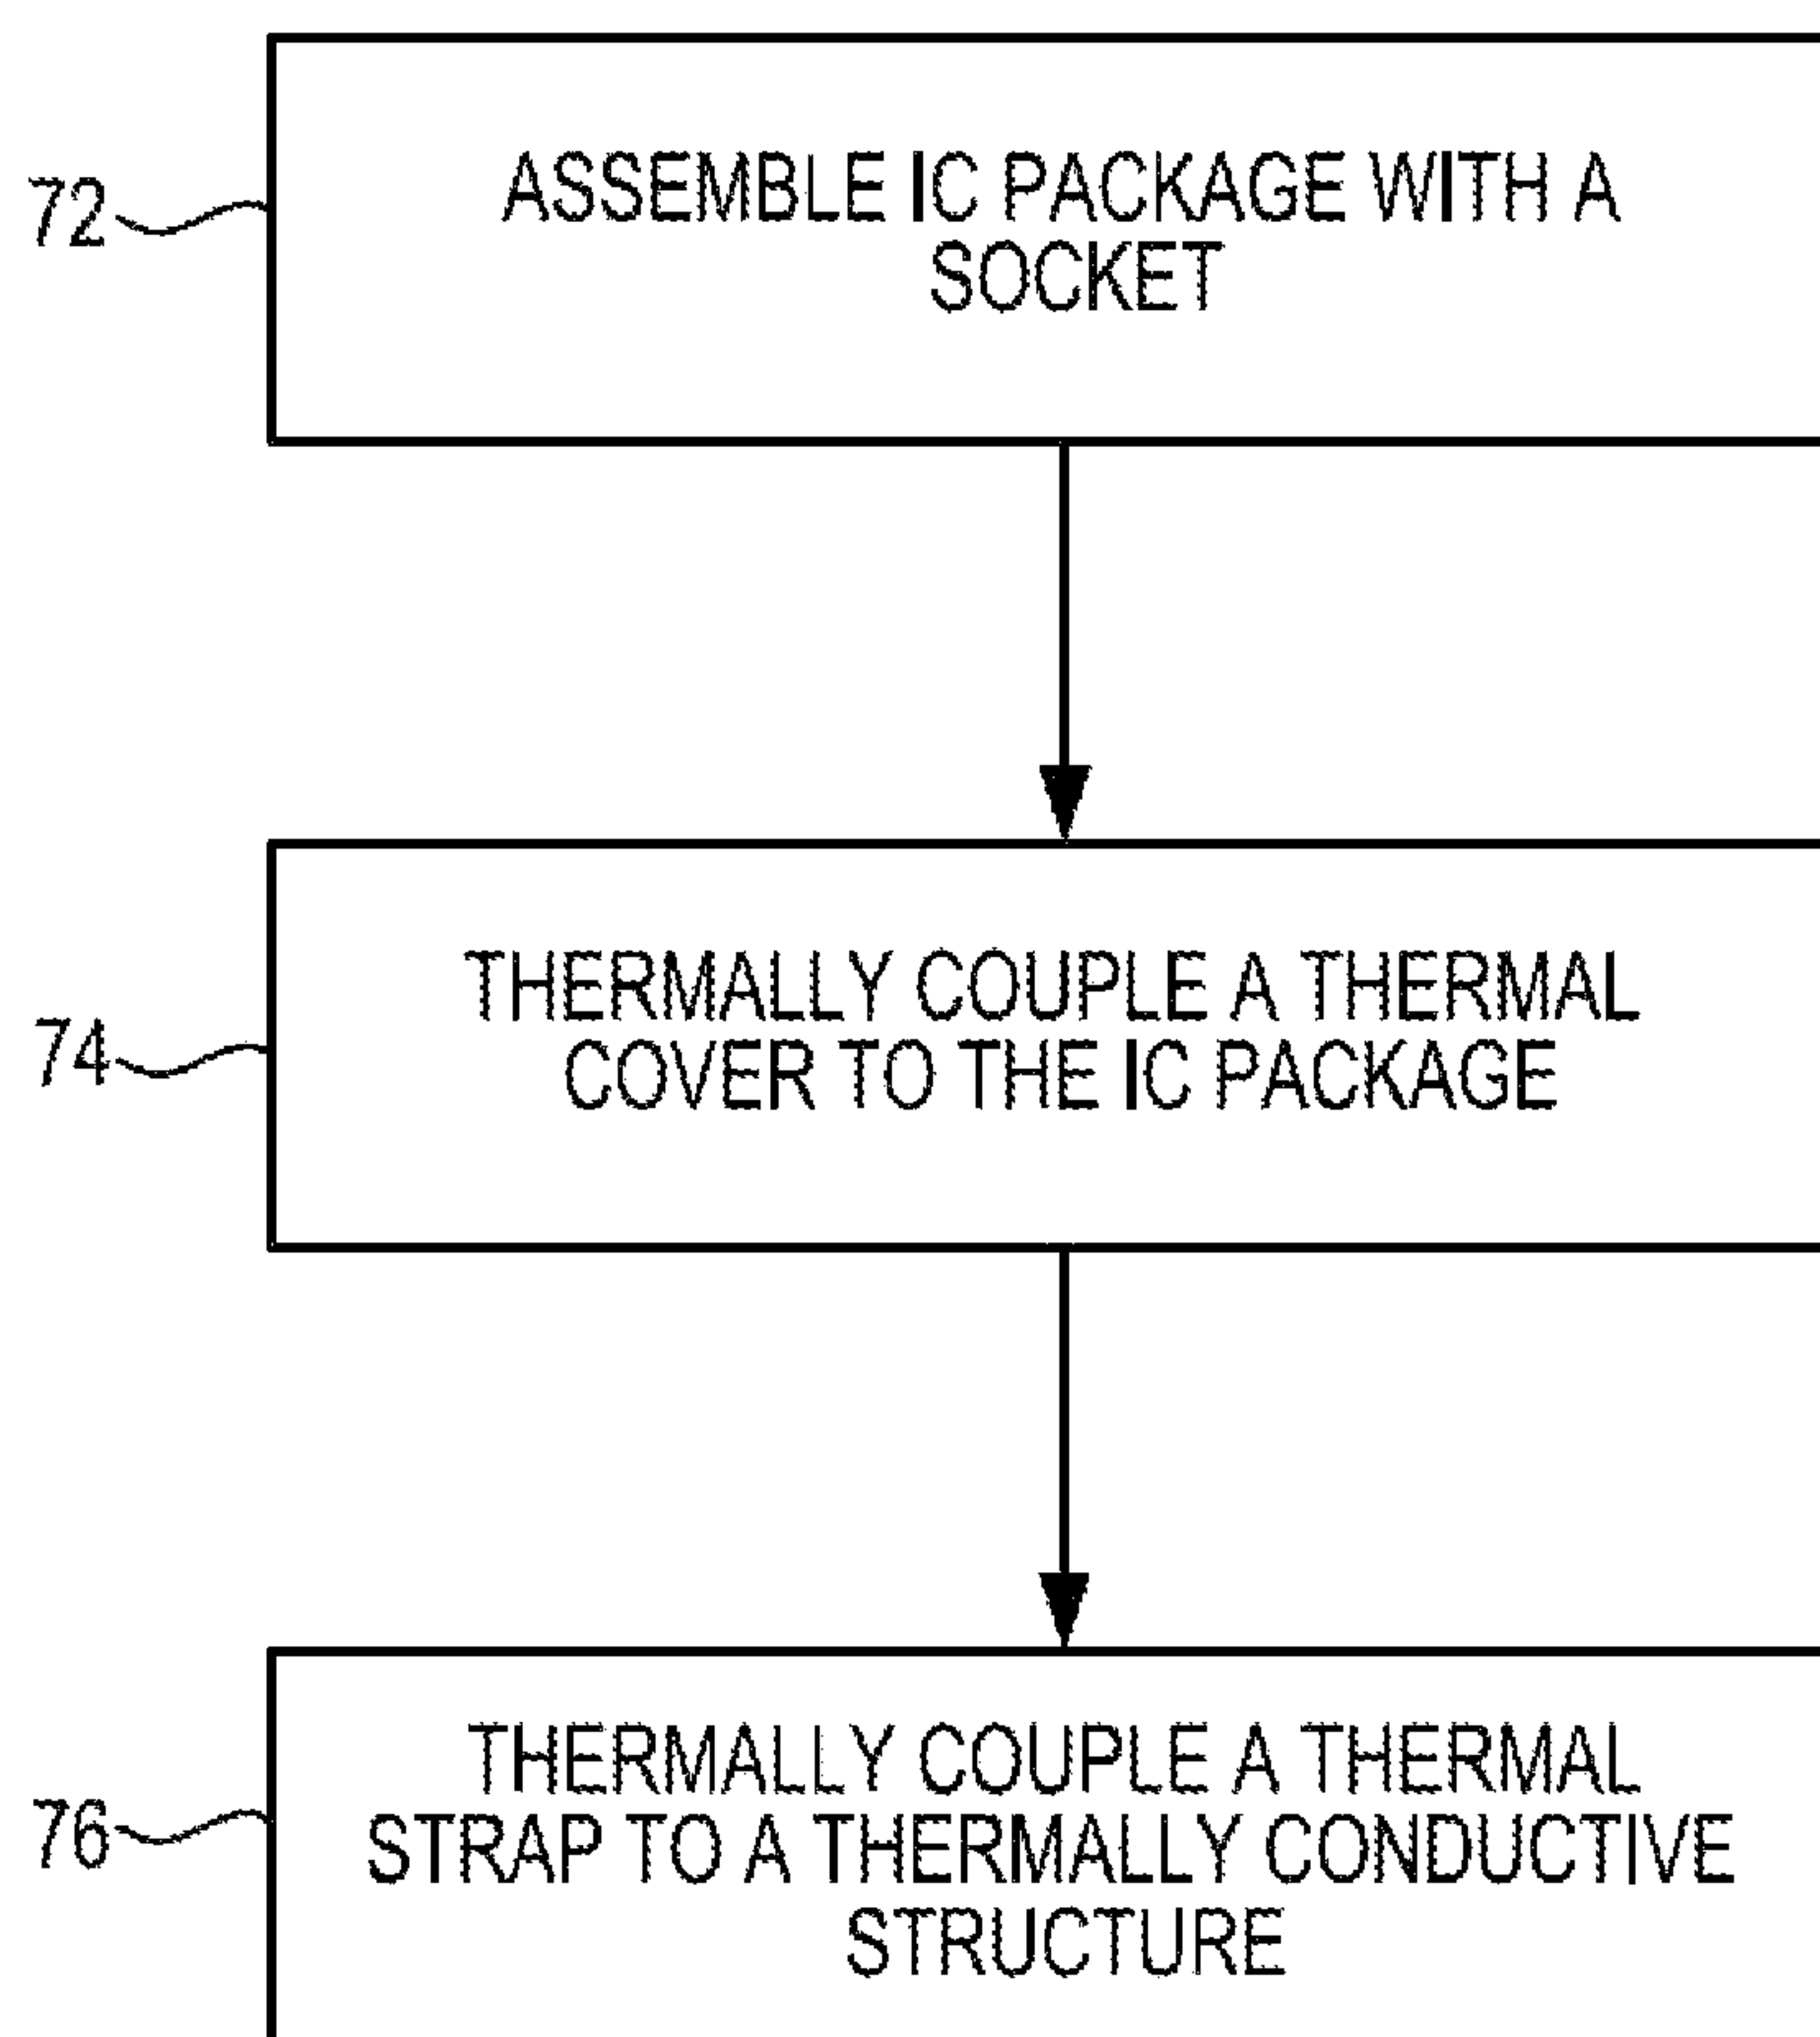 72
ASSEMBLE IC PACKAGE WITH A
SOCKET
74
THERMALLY COUPLE A THERMAL
COVER TO THE IC PACKAGE
76
THERMALLY COUPLE A THERMAL
STRAP TO A THERMALLY CONDUCTIVE
STRUCTURE